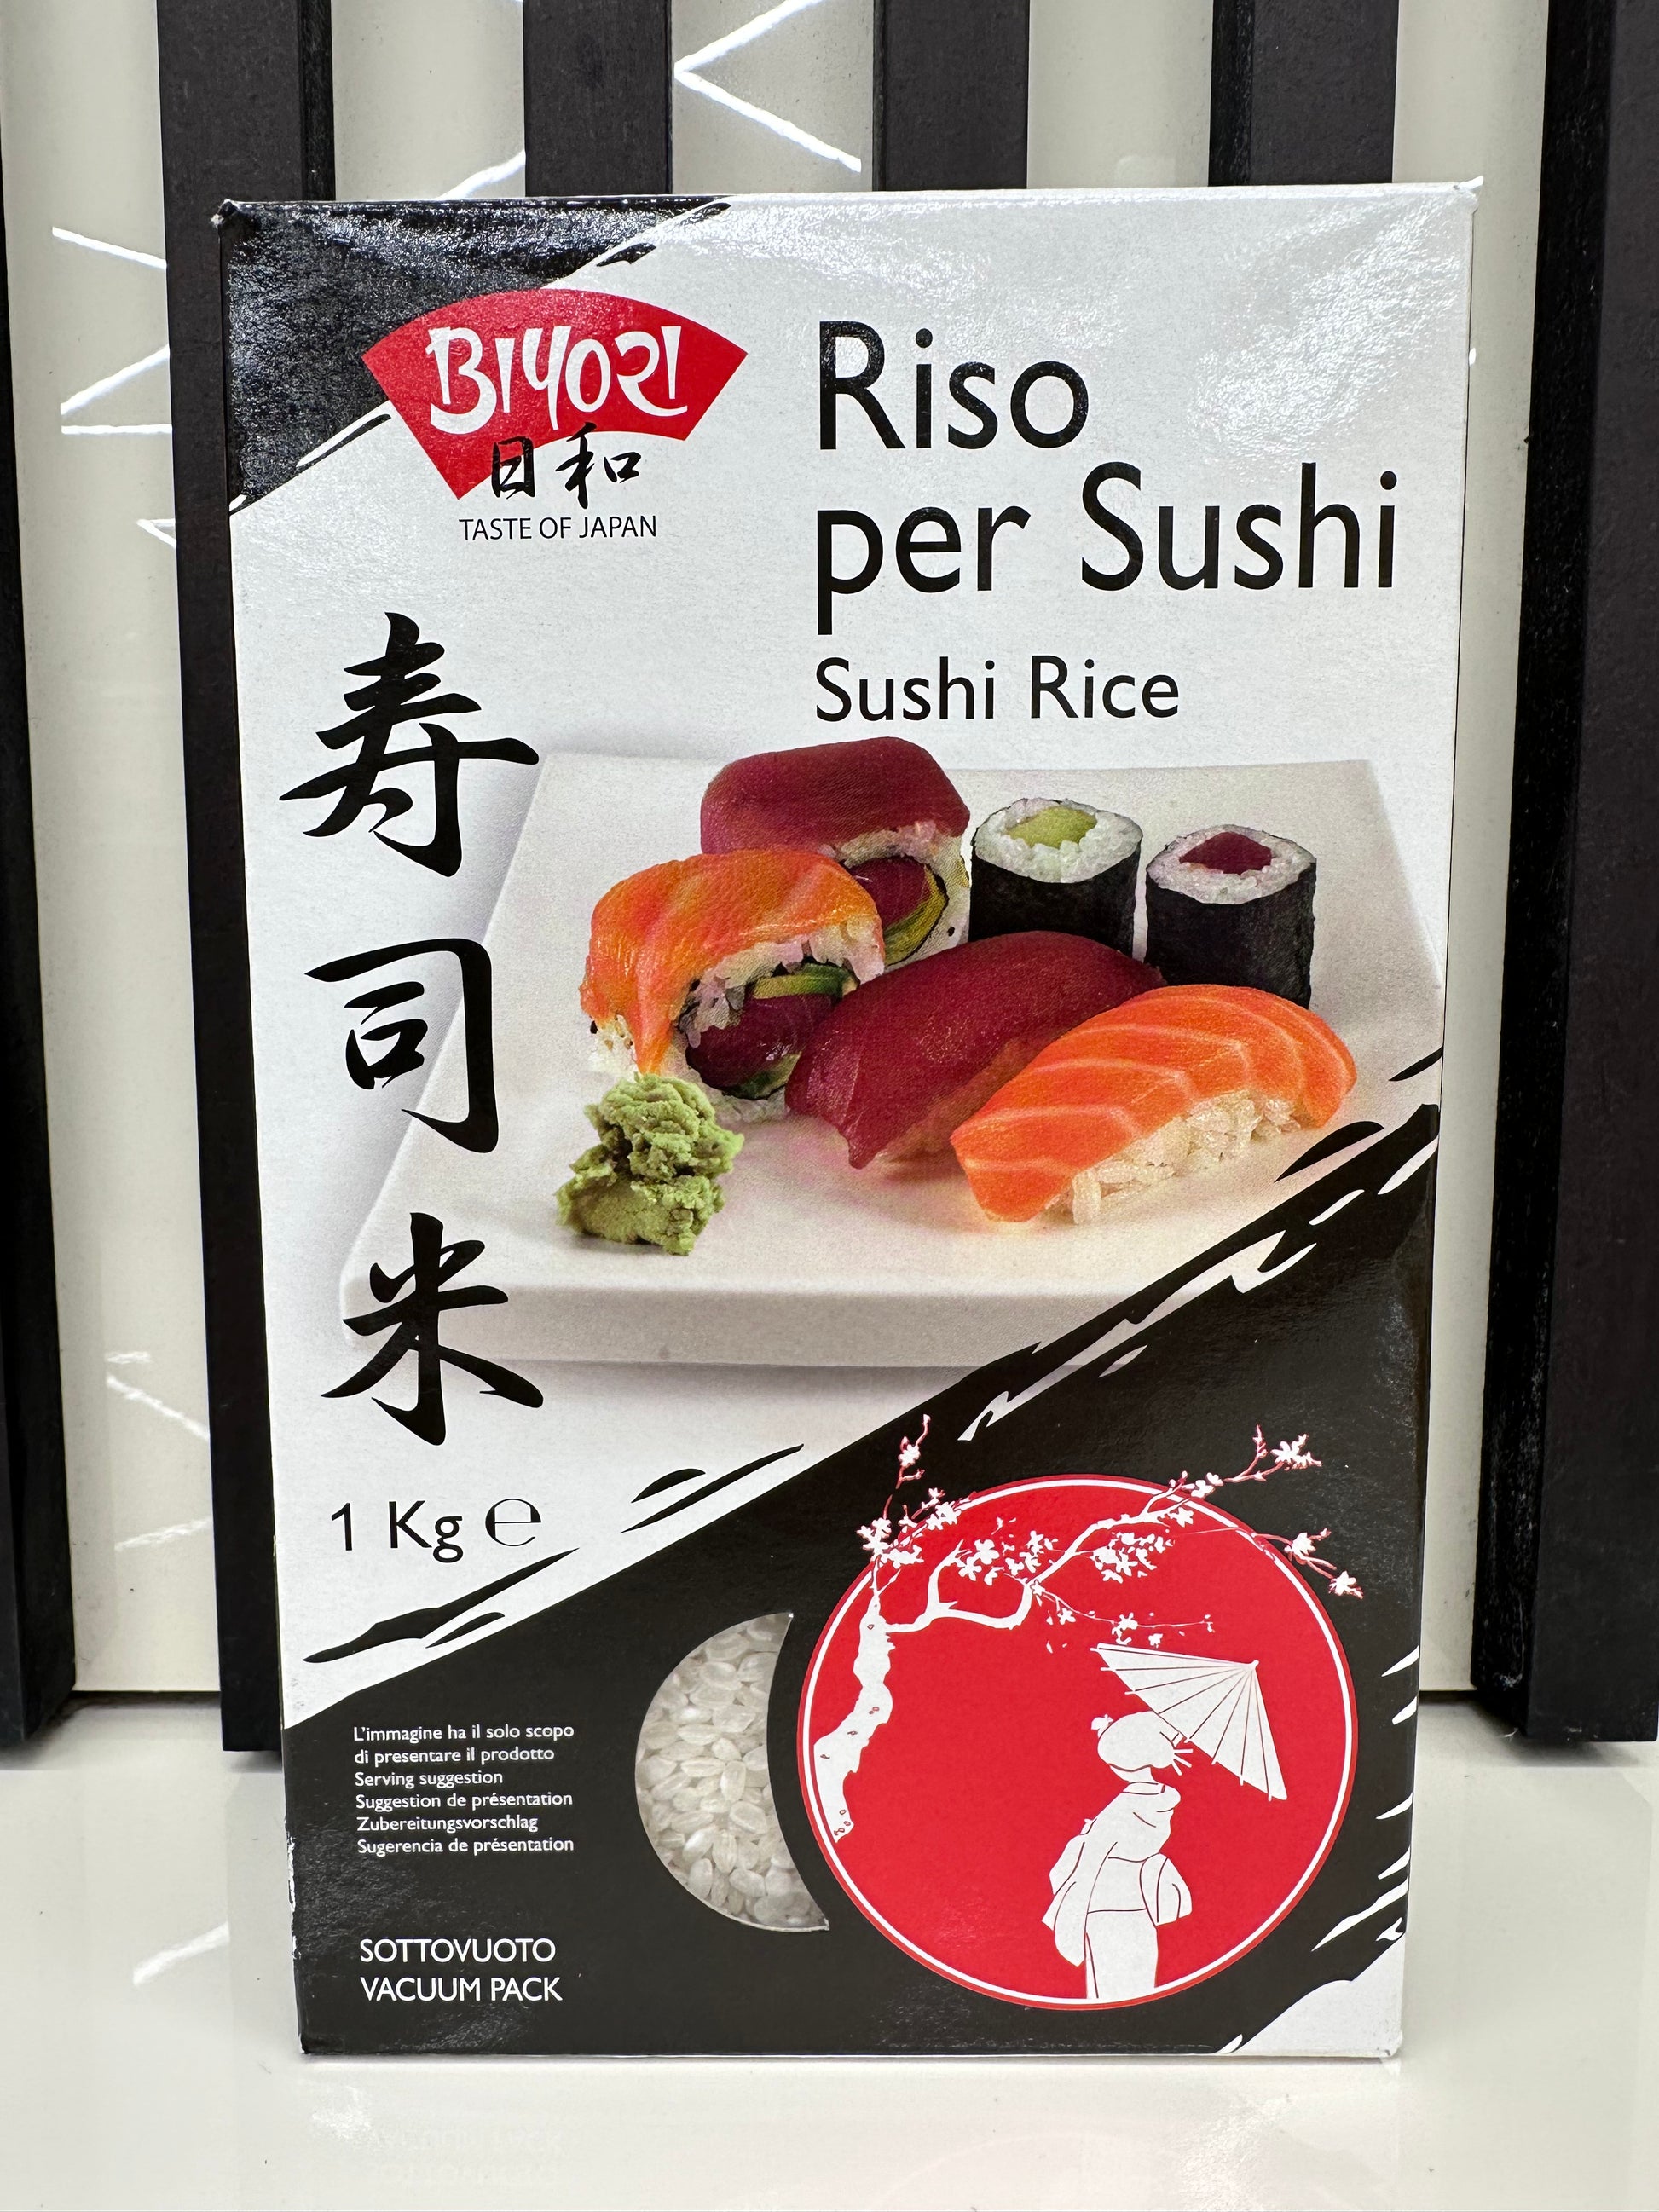 BIYORI
日和
TASTE OF JAPAN
Riso
per Sushi
Sushi Rice
寿司米
1 Kg ℮
L'immagine ha il solo scopo
di presentare il prodotto
Serving suggestion
Suggestion de présentation
Zubereitungsvorschlag
Sugerencia de présentation
SOTTOVUOTO
VACUUM PACK